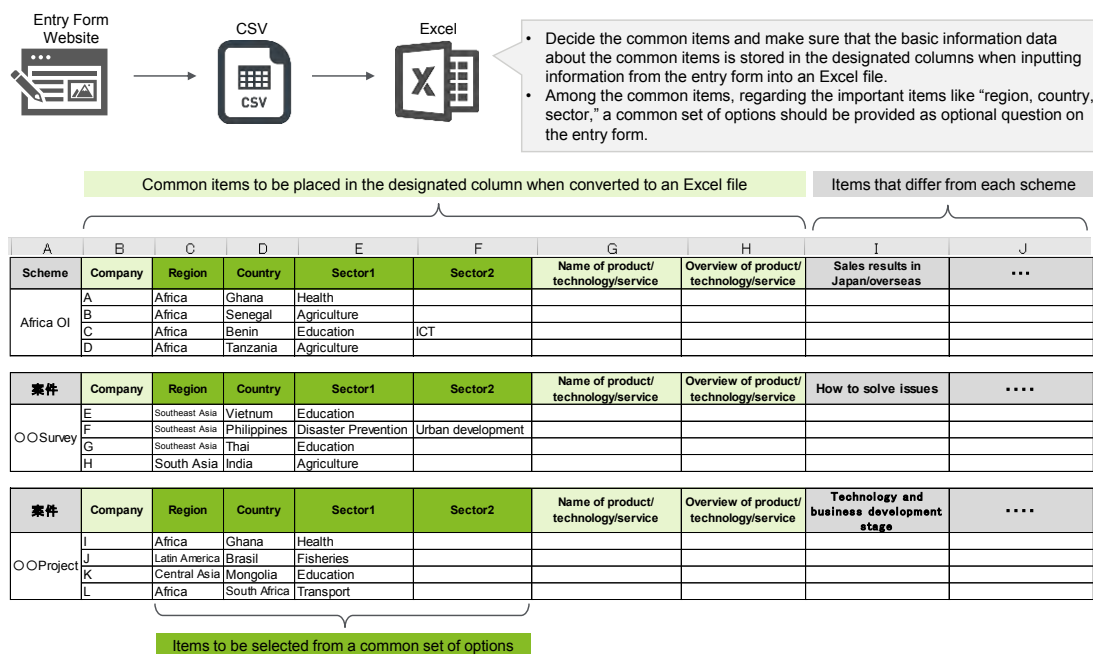 Entry Form
Website
CSV
Excel
CSV
X
• Decide the common items and make sure that the basic information data
about the common items is stored in the designated columns when inputting
information from the entry form into an Excel file.
• Among the common items, regarding the important items like “region, country,
sector,” a common set of options should be provided as optional question on
the entry form.
Common items to be placed in the designated column when converted to an Excel file
Items that differ from each scheme
A B C D E F G H I J
Scheme Company Region Country Sector1 Sector2 Name of product/ technology/service Overview of product/ technology/service Sales results in Japan/overseas ...
Africa OI
A Africa Ghana Health
B Africa Senegal Agriculture
C Africa Benin Education ICT
D Africa Tanzania Agriculture
案件 Company Region Country Sector1 Sector2 Name of product/ technology/service Overview of product/ technology/service How to solve issues ....
〇〇Survey
E Southeast Asia Vietnum Education
F Southeast Asia Philippines Disaster Prevention Urban development
G Southeast Asia Thai Education
H South Asia India Agriculture
案件 Company Region Country Sector1 Sector2 Name of product/ technology/service Overview of product/ technology/service Technology and business development stage ....
〇〇Project
I Africa Ghana Health
J Latin America Brasil Fisheries
K Central Asia Mongolia Education
L Africa South Africa Transport
Items to be selected from a common set of options